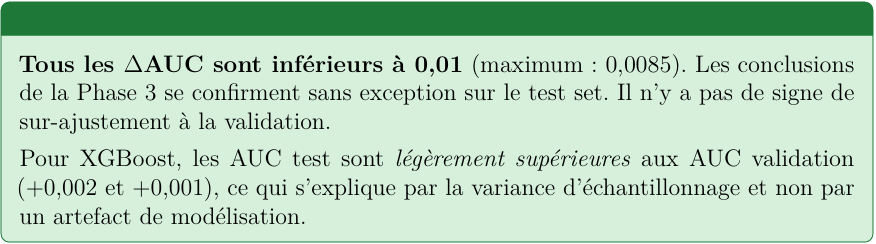 Tous les ΔAUC sont inférieurs à 0,01 (maximum : 0,0085). Les conclusions
de la Phase 3 se confirment sans exception sur le test set. Il n'y a pas de signe de
sur-ajustement à la validation.
Pour XGBoost, les AUC test sont légèrement supérieures aux AUC validation
(+0,002 et +0,001), ce qui s'explique par la variance d'échantillonnage et non par
un artefact de modélisation.